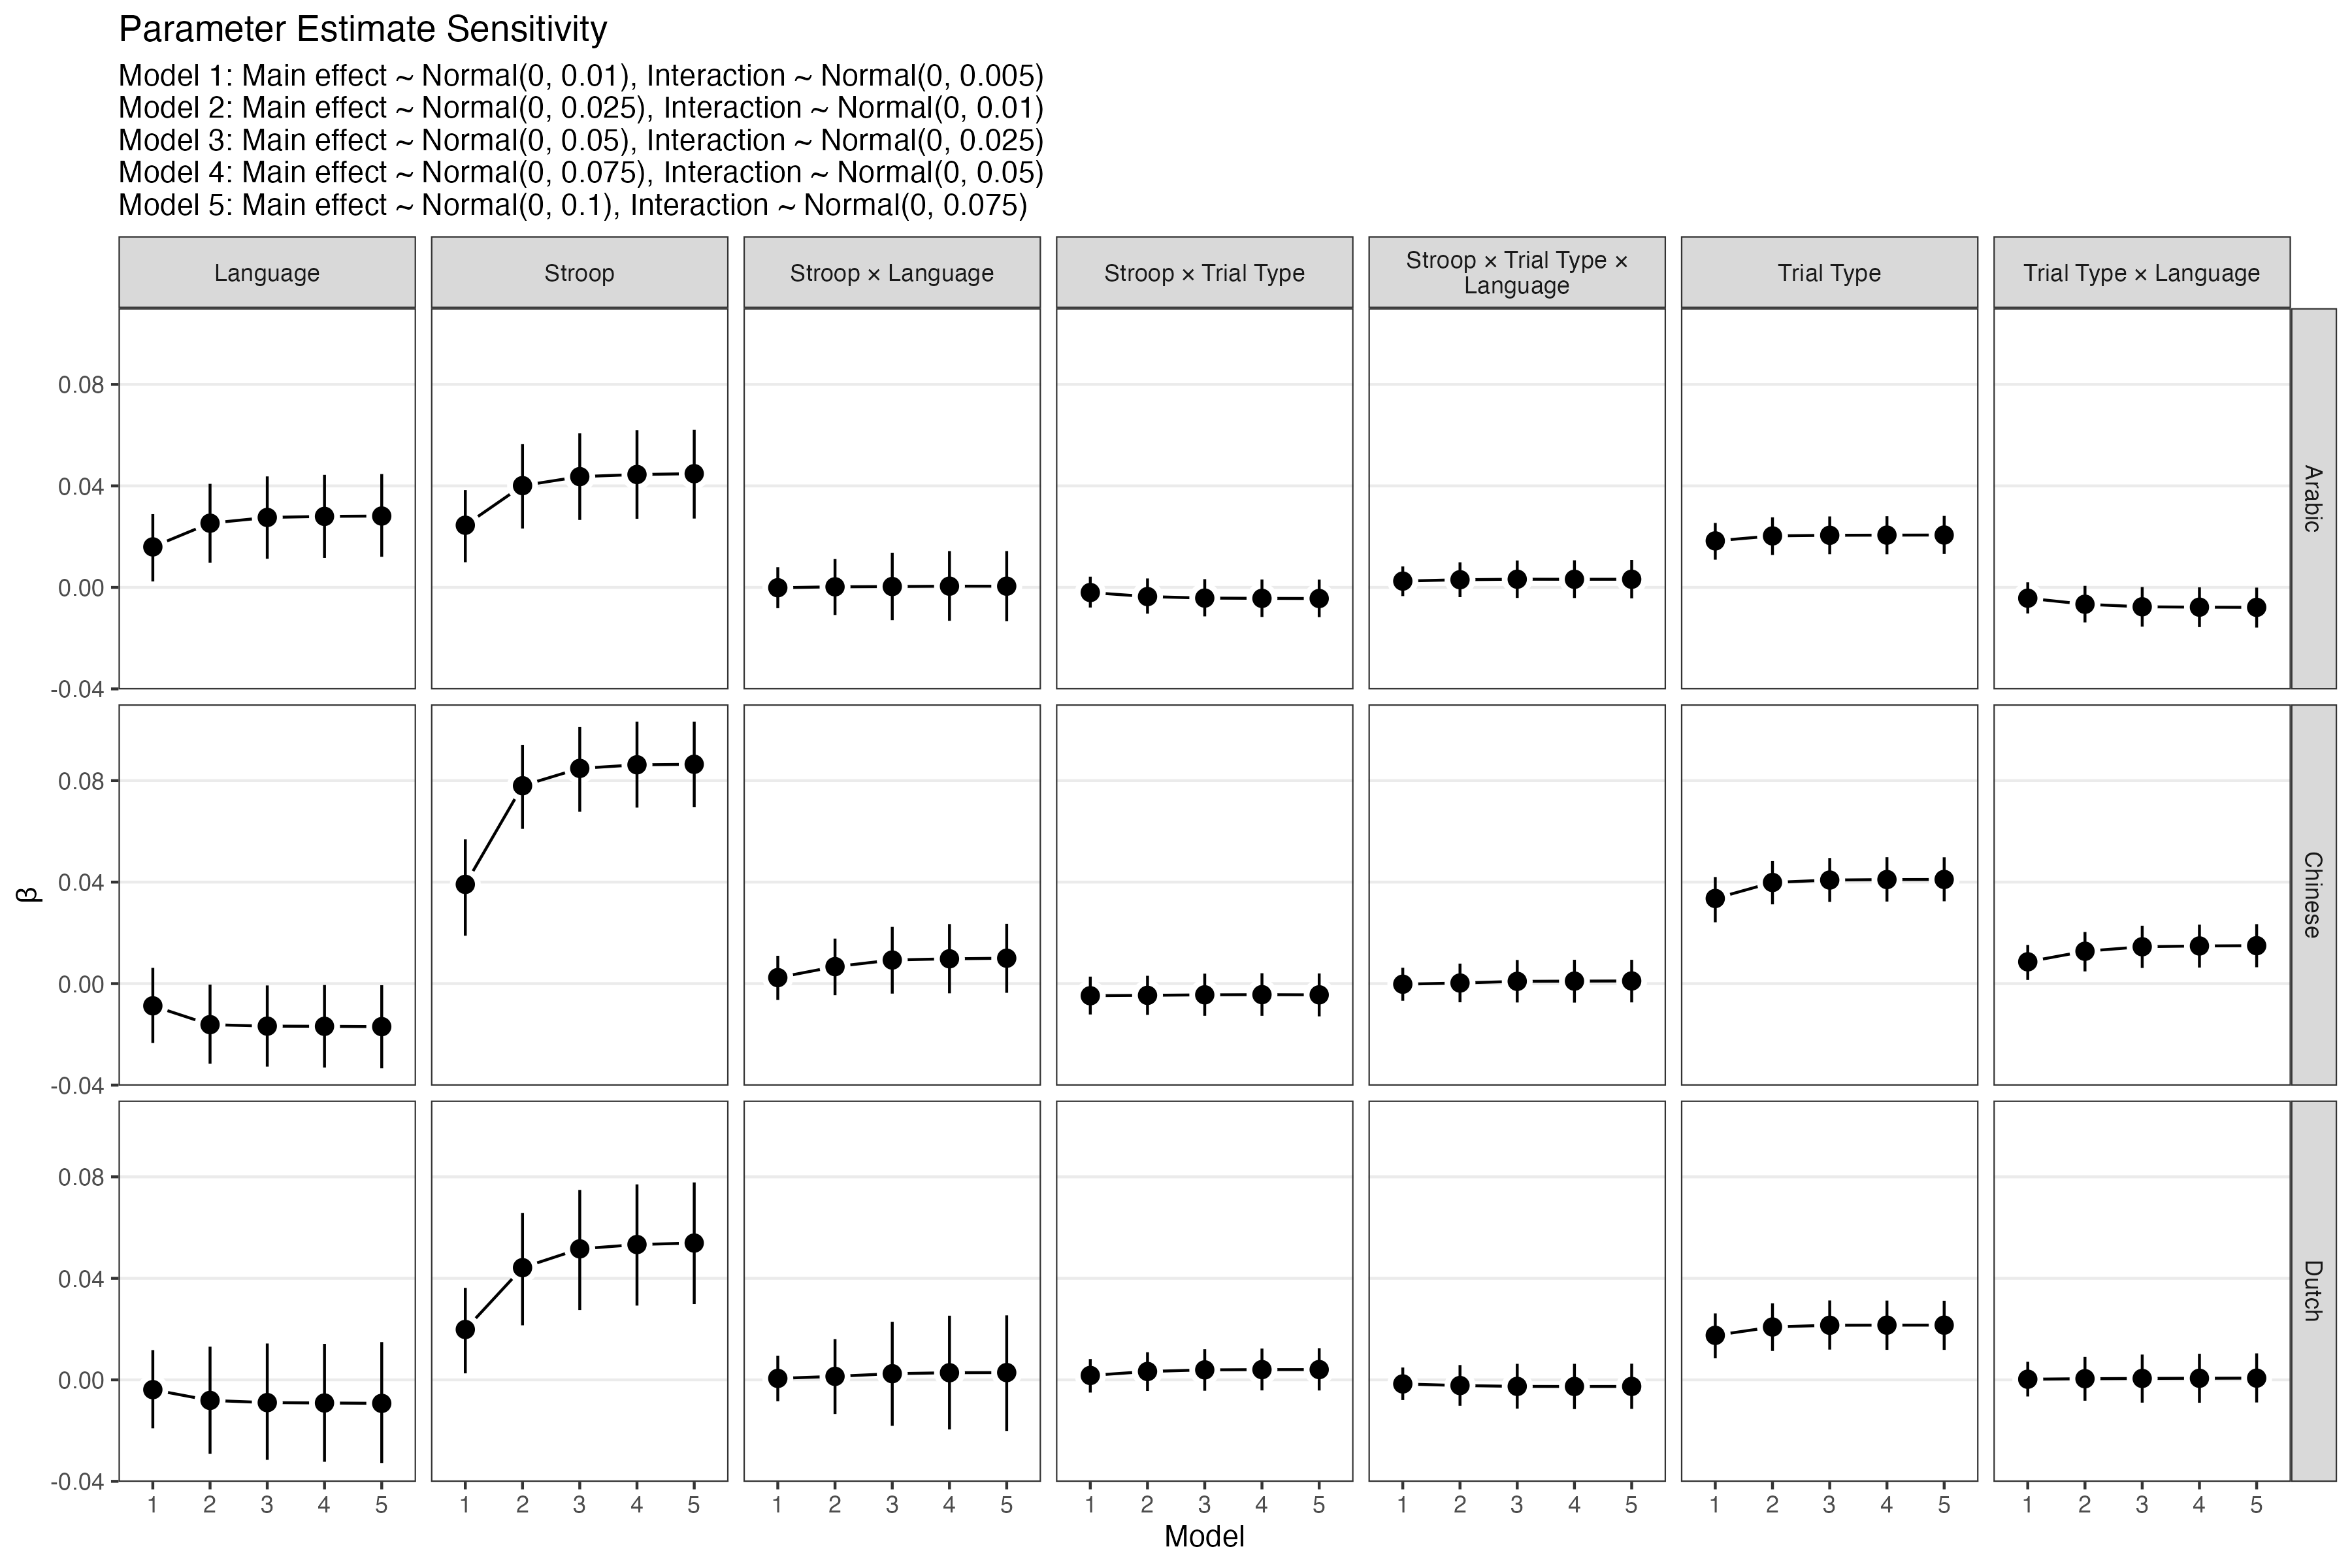 Parameter Estimate Sensitivity
Model 1: Main effect ~ Normal(0, 0.01), Interaction ~ Normal(0, 0.005)
Model 2: Main effect ~ Normal(0, 0.025), Interaction ~ Normal(0, 0.01)
Model 3: Main effect ~ Normal(0, 0.05), Interaction ~ Normal(0, 0.025)
Model 4: Main effect ~ Normal(0, 0.075), Interaction ~ Normal(0, 0.05)
Model 5: Main effect ~ Normal(0, 0.1), Interaction ~ Normal(0, 0.075)
Language
Stroop
Stroop × Language
Stroop × Trial Type
Stroop × Trial Type ×
Language
Trial Type
Trial Type × Language
0.08
0.04
0.00
-0.04
Arabic
0.08
0.04
0.00
-0.04
Chinese
β
0.08
0.04
0.00
-0.04
Dutch
1 2 3 4 5
1 2 3 4 5
1 2 3 4 5
1 2 3 4 5
1 2 3 4 5
1 2 3 4 5
1 2 3 4 5
Model